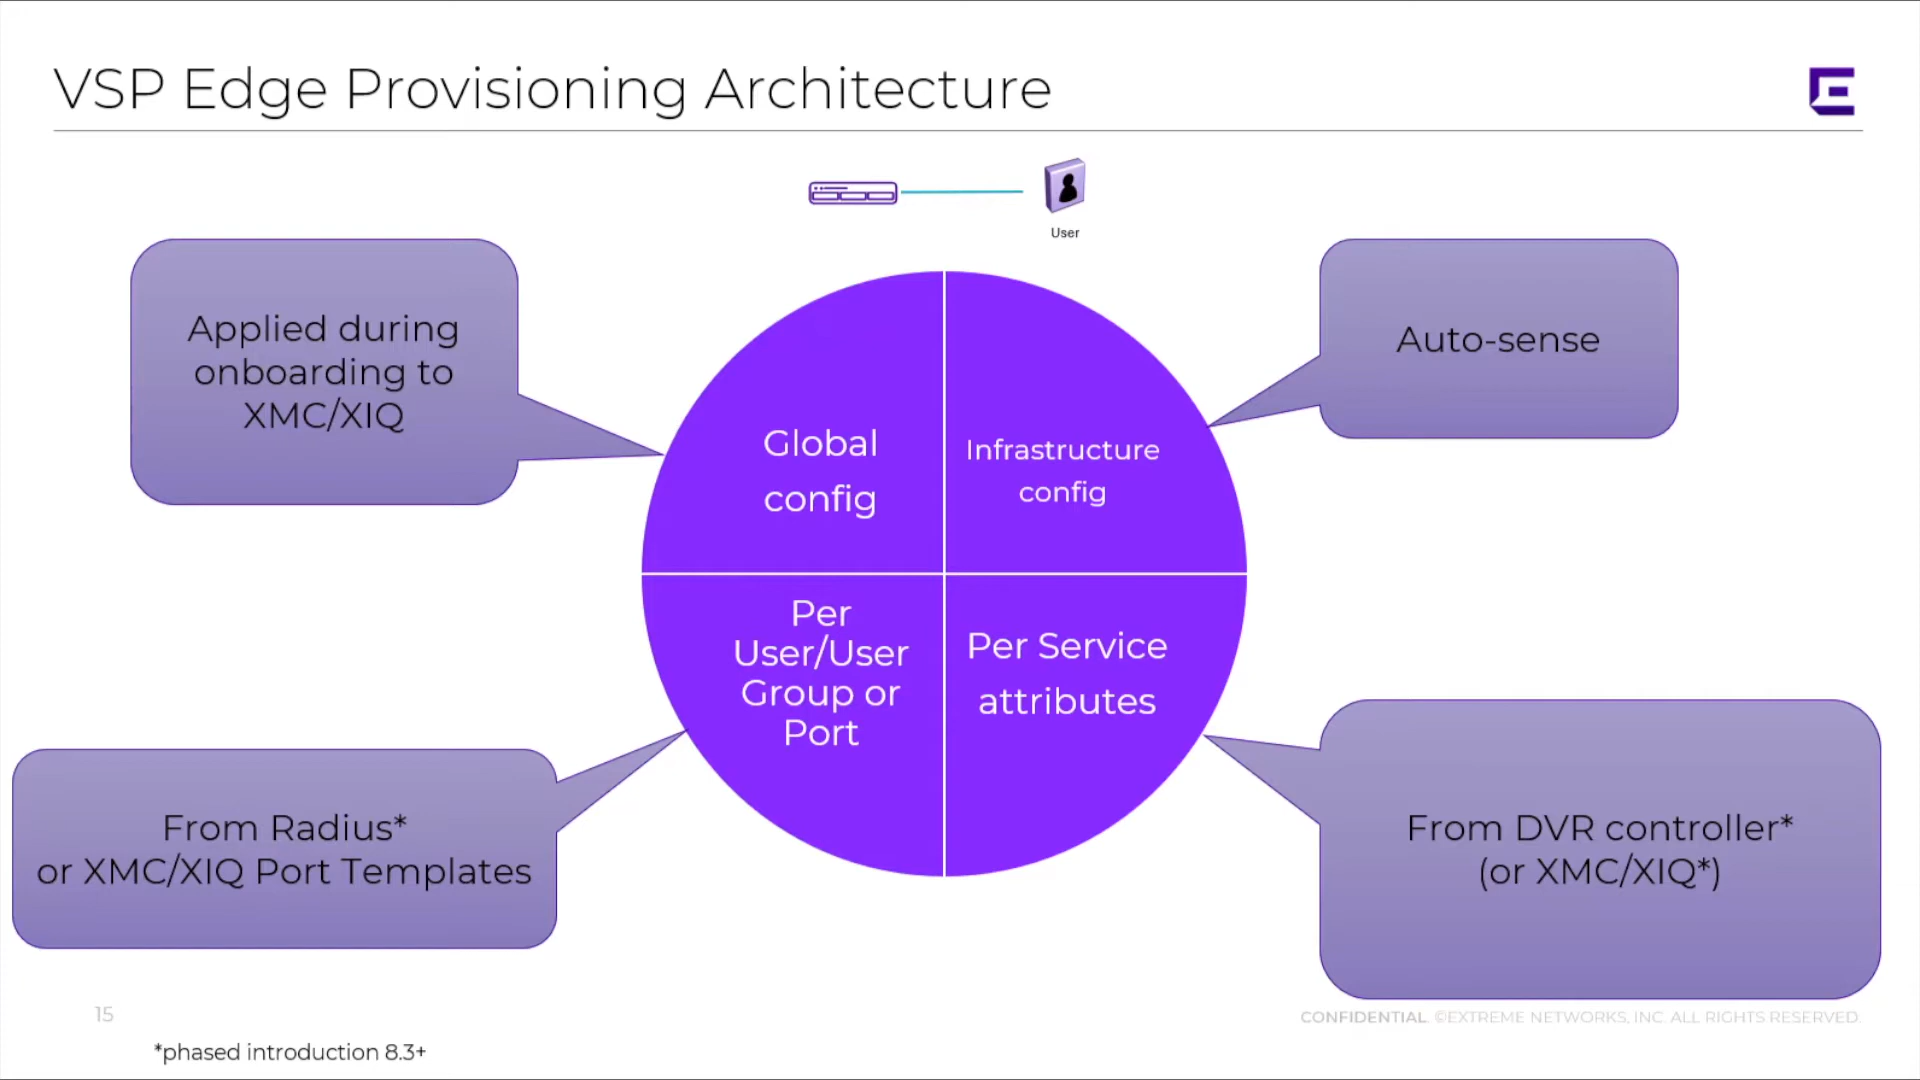 VSP Edge Provisioning Architecture
User
Applied during
onboarding to
XMC/XIQ
Auto-sense
Global
config
Infrastructure
config
Per
User/User
Group or
Port
Per Service
attributes
From Radius*
or XMC/XIQ Port Templates
From DVR controller*
(or XMC/XIQ*)
15
CONFIDENTIAL. ©EXTREME NETWORKS, INC. ALL RIGHTS RESERVED.
*phased introduction 8.3+